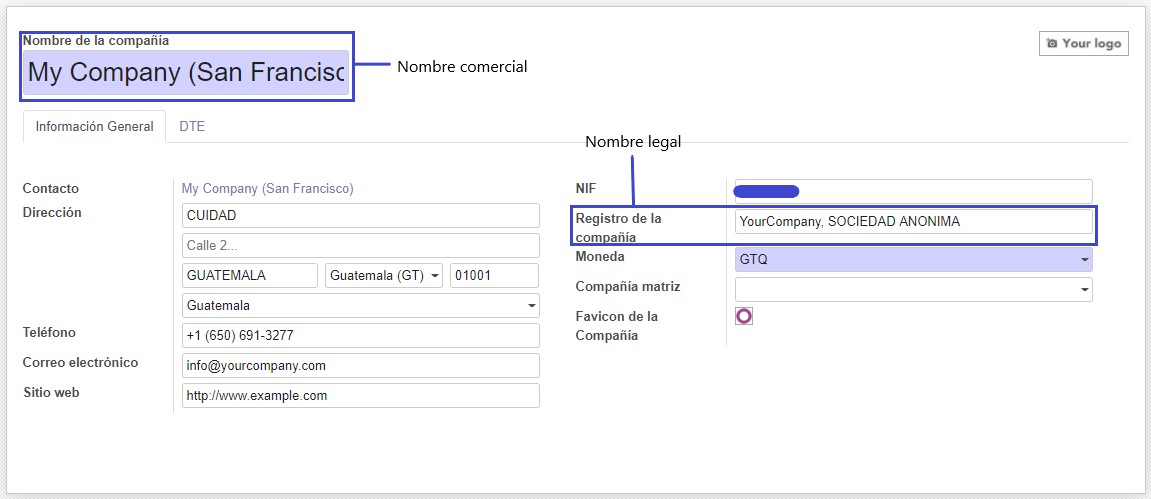 Nombre de la compañía
My Company (San Francisc
Nombre comercial
Your logo
Información General
DTE
Nombre legal
Contacto
My Company (San Francisco)
Dirección
CUIDAD
Calle 2...
GUATEMALA
Guatemala (GT)
01001
Guatemala
Teléfono
+1 (650) 691-3277
Correo electrónico
info@yourcompany.com
Sitio web
http://www.example.com
NIF
Registro de la
compañía
YourCompany, SOCIEDAD ANONIMA
Moneda
GTQ
Compañía matriz
Favicon de la
Compañía